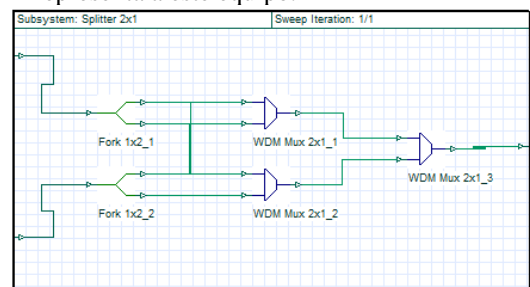 Subsystem: Splitter 2x1
Sweep Iteration: 1/1
Fork 1x2_1
WDM Mux 2x1_1
WDM Mux 2x1_3
Fork 1x2_2
WDM Mux 2x1_2